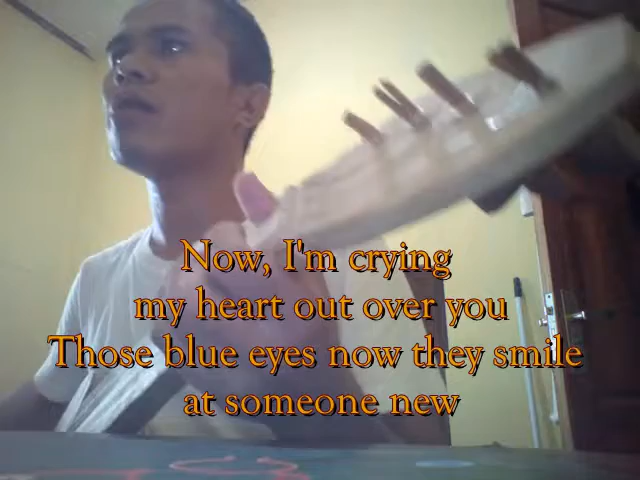 Now, I'm crying
my heart out over you
Those blue eyes now they smile
at someone new